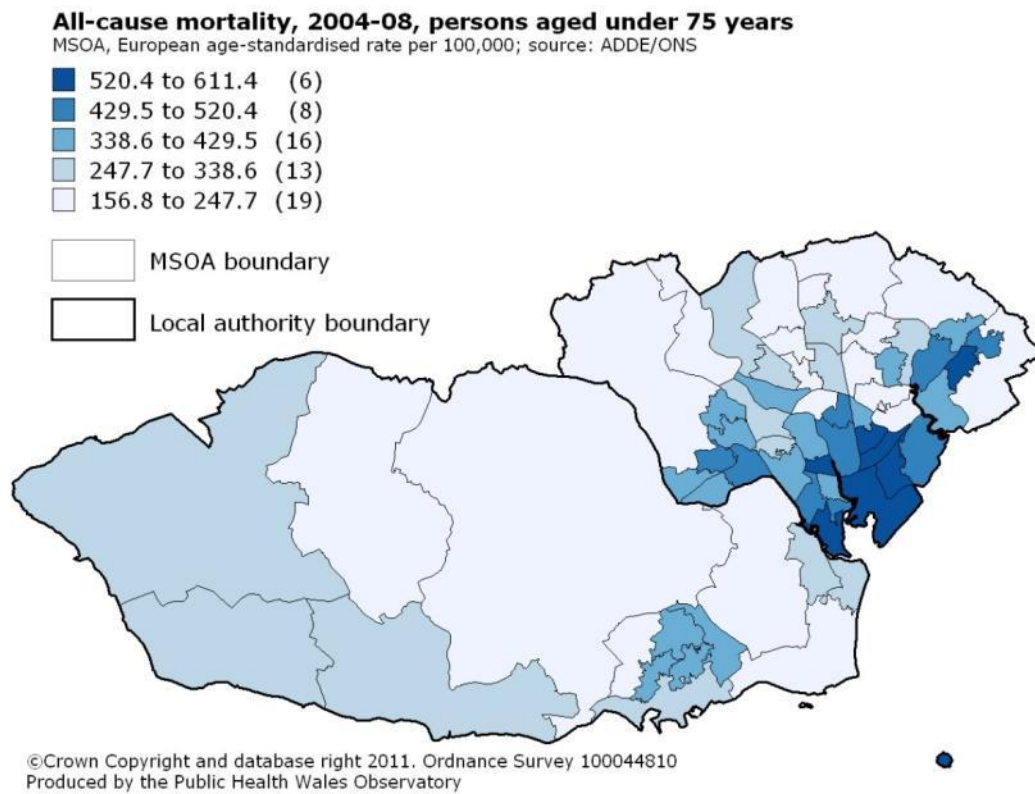 All-cause mortality, 2004-08, persons aged under 75 years
MSOA, European age-standardised rate per 100,000; source: ADDE/ONS
520.4 to 611.4 (6)
429.5 to 520.4 (8)
338.6 to 429.5 (16)
247.7 to 338.6 (13)
156.8 to 247.7 (19)
MSOA boundary
Local authority boundary
©Crown Copyright and database right 2011. Ordnance Survey 100044810
Produced by the Public Health Wales Observatory